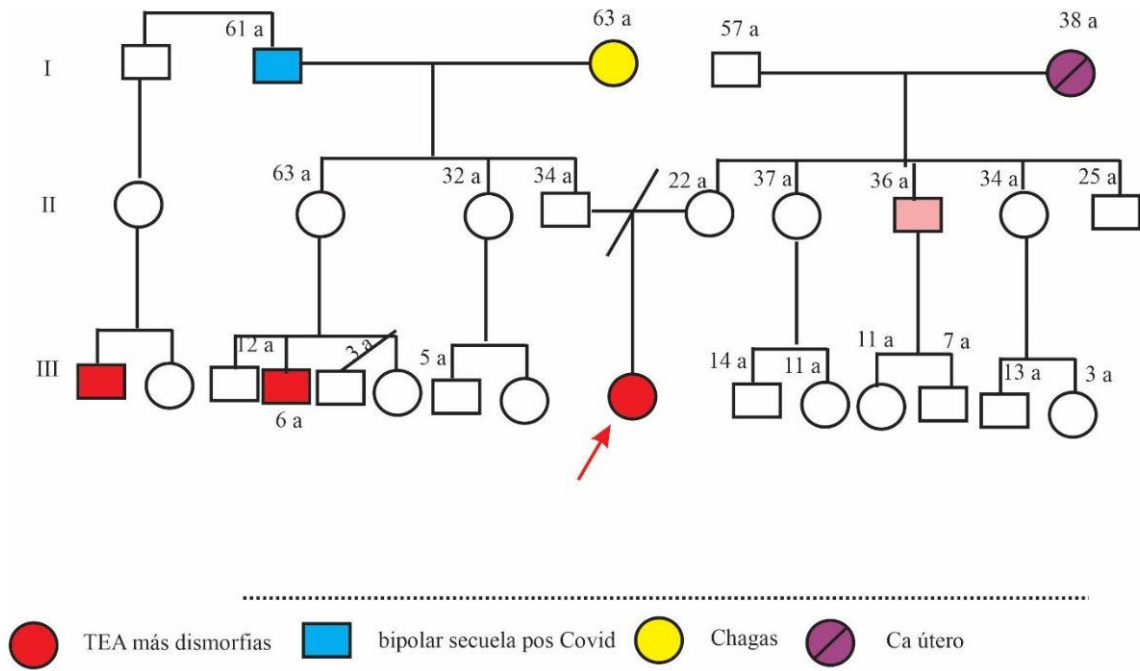 61 a
63 a
57 a
38 a
I
63 a
32 a
34 a
22 a
37 a
36 a
34 a
25 a
II
12 a
3 a
5 a
14 a
11 a
11 a
7 a
13 a
3 a
III
6 a
TEA más dismorfias
bipolar secuela pos Covid
Chagas
Ca útero